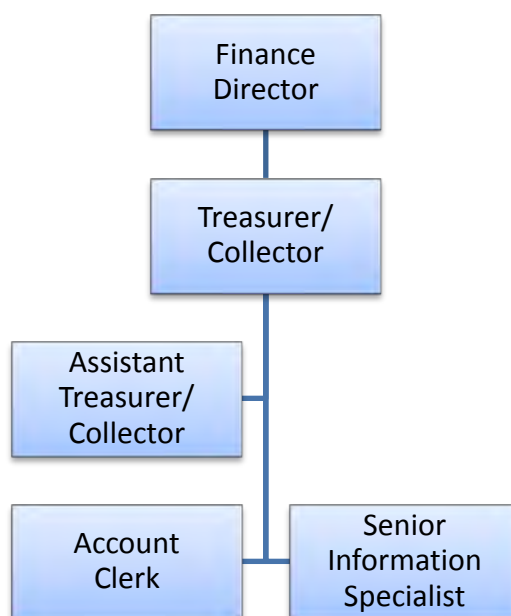 Finance
Director
Treasurer/
Collector
Assistant
Treasurer/
Collector
Account
Clerk
Senior
Information
Specialist